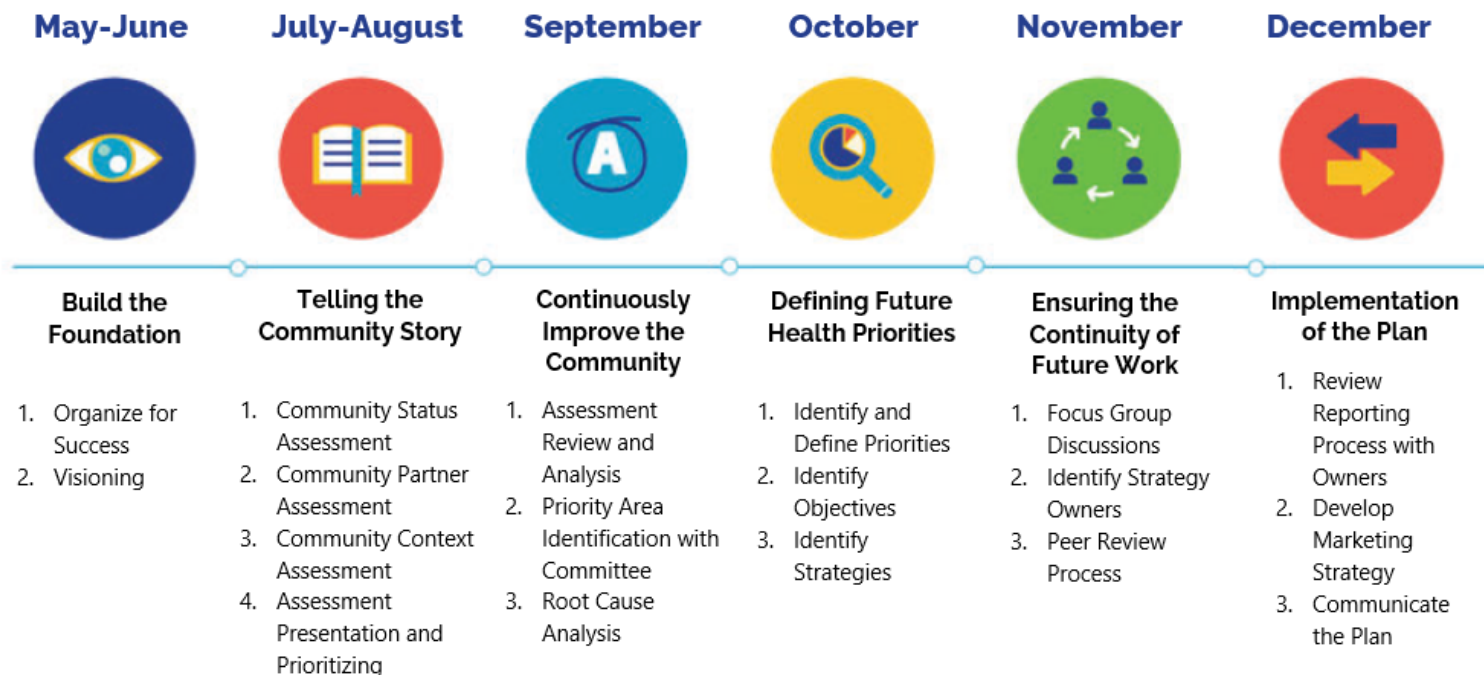 May-June
July-August
September
October
November
December
A
Build the
Foundation
1. Organize for
Success
2. Visioning
Telling the
Community Story
1. Community Status
Assessment
2. Community Partner
Assessment
3. Community Context
Assessment
4. Assessment
Presentation and
Prioritizing
Continuously
Improve the
Community
1. Assessment
Review and
Analysis
2. Priority Area
Identification with
Committee
3. Root Cause
Analysis
Defining Future
Health Priorities
1. Identify and
Define Priorities
2. Identify
Objectives
3. Identify
Strategies
Ensuring the
Continuity of
Future Work
1. Focus Group
Discussions
2. Identify Strategy
Owners
3. Peer Review
Process
Implementation
of the Plan
1. Review
Reporting
Process with
Owners
2. Develop
Marketing
Strategy
3. Communicate
the Plan